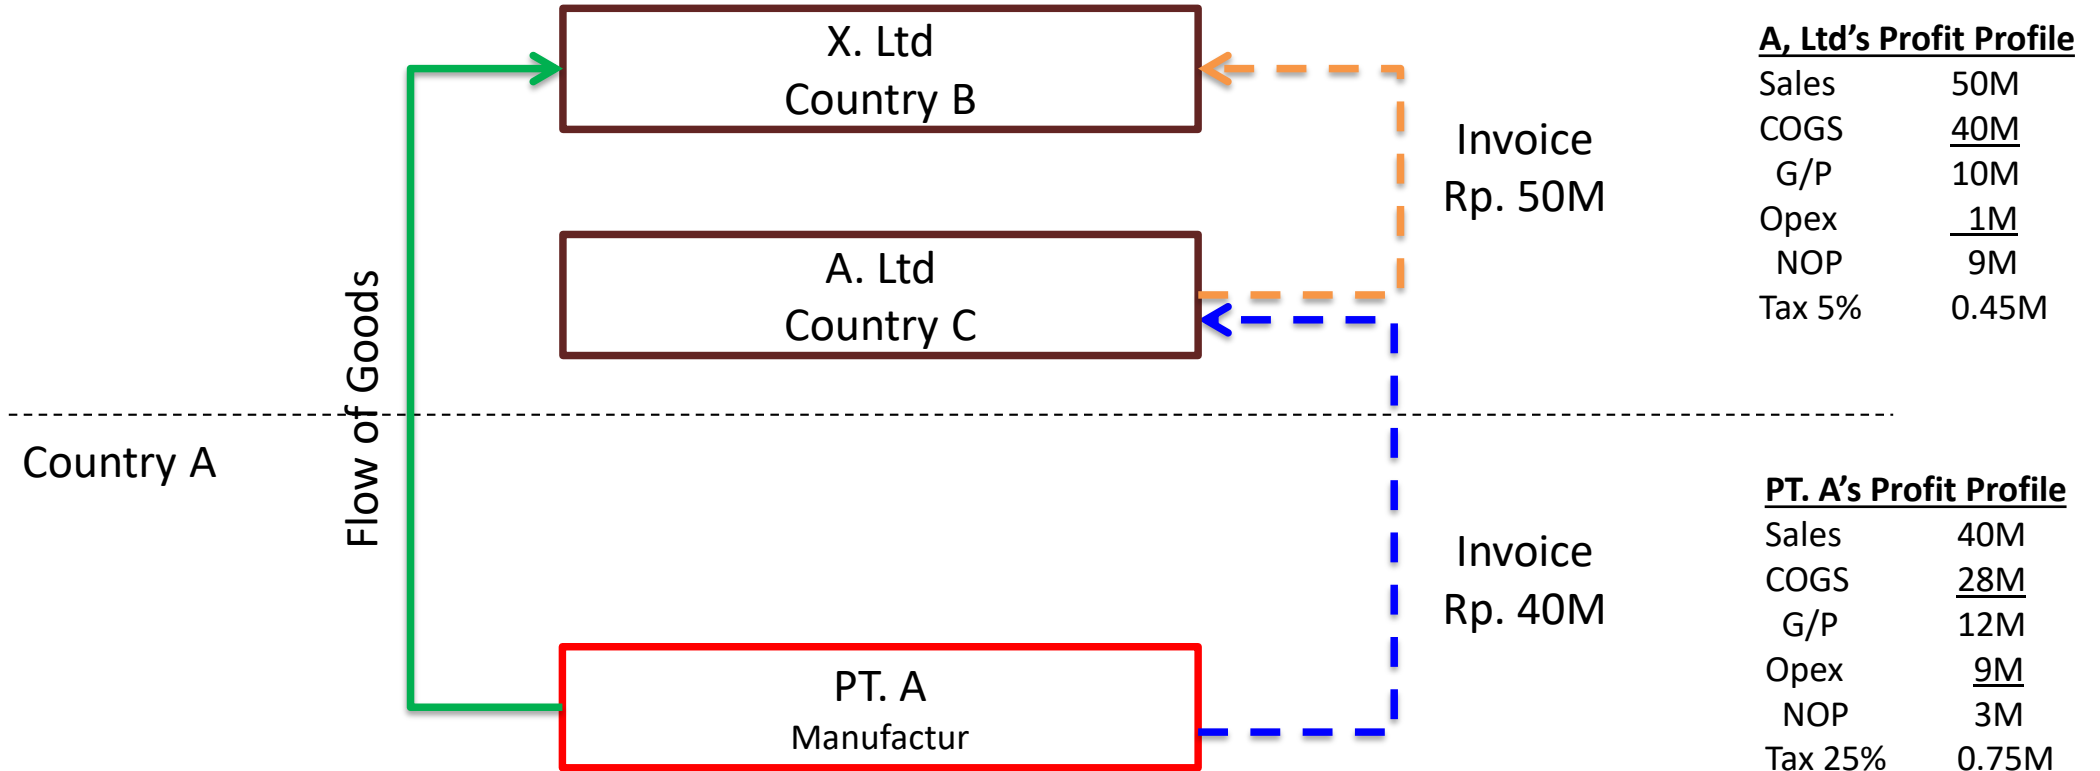 X. Ltd
Country B
A. Ltd
Country C
Invoice
Rp. 50M
A, Ltd's Profit Profile
Sales 50M
COGS 40M
G/P 10M
Opex 1M
NOP 9M
Tax 5% 0.45M
Flow of Goods
Country A
PT. A
Manufactur
Invoice
Rp. 40M
PT. A's Profit Profile
Sales 40M
COGS 28M
G/P 12M
Opex 9M
NOP 3M
Tax 25% 0.75M